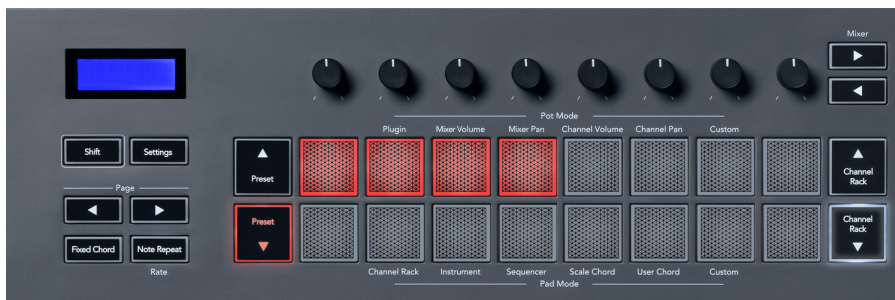 Mixer
Pot Mode
Plugin Mixer Volume Mixer Pan Channel Volume Channel Pan Custom
Shift Settings
Preset
Channel
Rack
Page
Preset
Channel
Rack
Fixed Chord Note Repeat
Rate
Channel Rack Instrument Sequencer Scale Chord User Chord Custom
Pad Mode